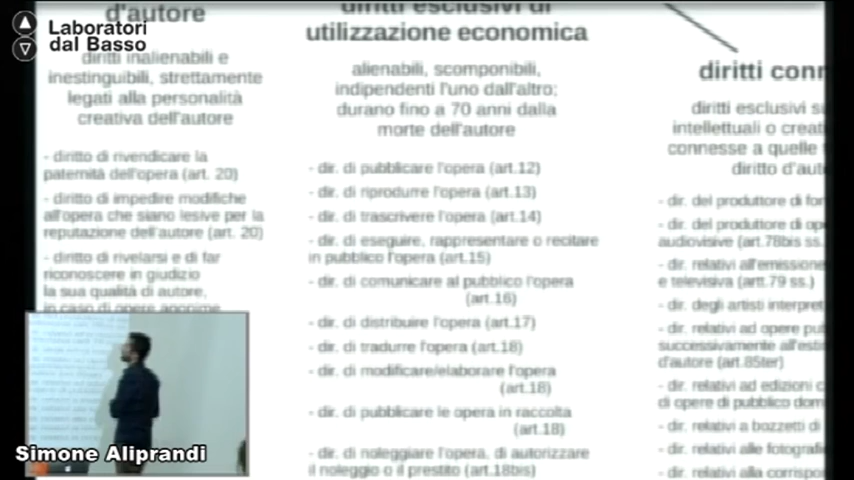 Laboratori
dal Basso
d'autore
diritti inalienabili e
inestinguibili, strettamente
legati alla personalità
creativa dell'autore
- diritto di rivendicare la
paternità dell'opera (art. 20)
- diritto di impedire modifiche
all'opera che siano lesive per la
reputazione dell'autore (art. 20)
- diritto di rivelarsi e di far
riconoscere in giudizio
la sua qualità di autore,
in caso di opere anonime
diritti esclusivi di
utilizzazione economica
alienabili, scomponibili,
indipendenti l'uno dall'altro;
durano fino a 70 anni dalla
morte dell'autore
- dir. di pubblicare l'opera (art.12)
- dir. di riprodurre l'opera (art.13)
- dir. di trascrivere l'opera (art.14)
- dir. di eseguire, rappresentare o recitare
in pubblico l'opera (art.15)
- dir. di comunicare al pubblico l'opera
(art.16)
- dir. di distribuire l'opera (art.17)
- dir. di tradurre l'opera (art.18)
- dir. di modificare/elaborare l'opera
(art.18)
- dir. di pubblicare le opere in raccolta
(art.18)
- dir. di noleggiare l'opera, di autorizzare
il noleggio o il prestito (art.18bis)
diritti conn
diritti esclusivi su
intellettuali o creati
connesse a quelle
diritto d'aut
- dir. del produttore di fon
- dir. del produttore di op
audiovisive (art.78bis ss.
- dir. relativi all'emissione
e televisiva (artt.79 ss.)
- dir. degli artisti interpret
- dir. relativi ad opere pub
successivamente all'esti
d'autore (art.85ter)
- dir. relativi ad edizioni c
di opere di pubblico dom
- dir. relativi a bozzetti di
- dir. relativi alle fotografi
- dir. relativi alla corrispo
Simone Aliprandi